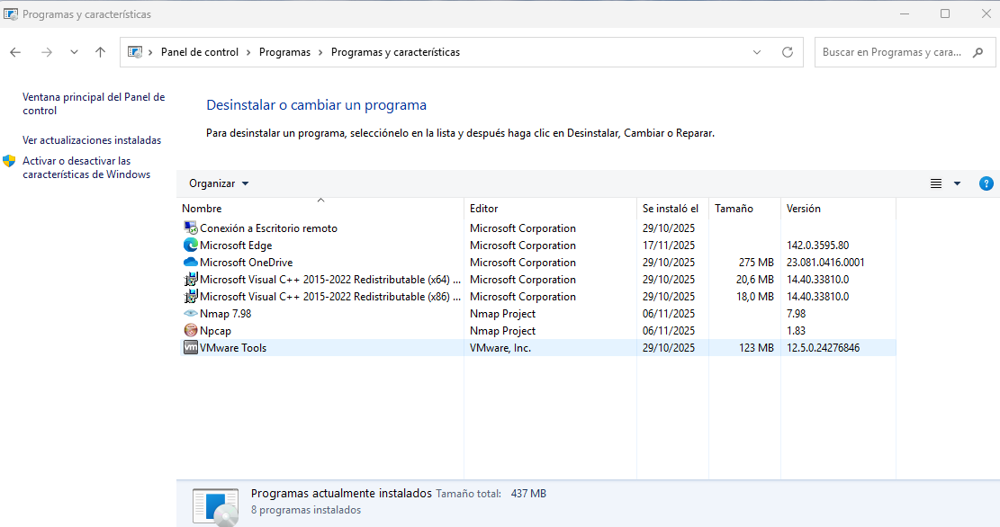 Programas y características
Panel de control > Programas > Programas y características
Buscar en Programas y cara...
Ventana principal del Panel de
control
Ver actualizaciones instaladas
Activar o desactivar las
características de Windows
Desinstalar o cambiar un programa
Para desinstalar un programa, selecciónelo en la lista y después haga clic en Desinstalar, Cambiar o Reparar.
Organizar
?
Nombre Editor Se instaló el Tamaño Versión
Conexión a Escritorio remoto Microsoft Corporation 29/10/2025
Microsoft Edge Microsoft Corporation 17/11/2025 142.0.3595.80
Microsoft OneDrive Microsoft Corporation 29/10/2025 275 MB 23.081.0416.0001
Microsoft Visual C++ 2015-2022 Redistributable (x64) ... Microsoft Corporation 29/10/2025 20,6 MB 14.40.33810.0
Microsoft Visual C++ 2015-2022 Redistributable (x86) ... Microsoft Corporation 29/10/2025 18,0 MB 14.40.33810.0
Nmap 7.98 Nmap Project 06/11/2025 7.98
Npcap Nmap Project 06/11/2025 1.83
vm VMware Tools VMware, Inc. 29/10/2025 123 MB 12.5.0.24276846
Programas actualmente instalados Tamaño total: 437 MB
8 programas instalados